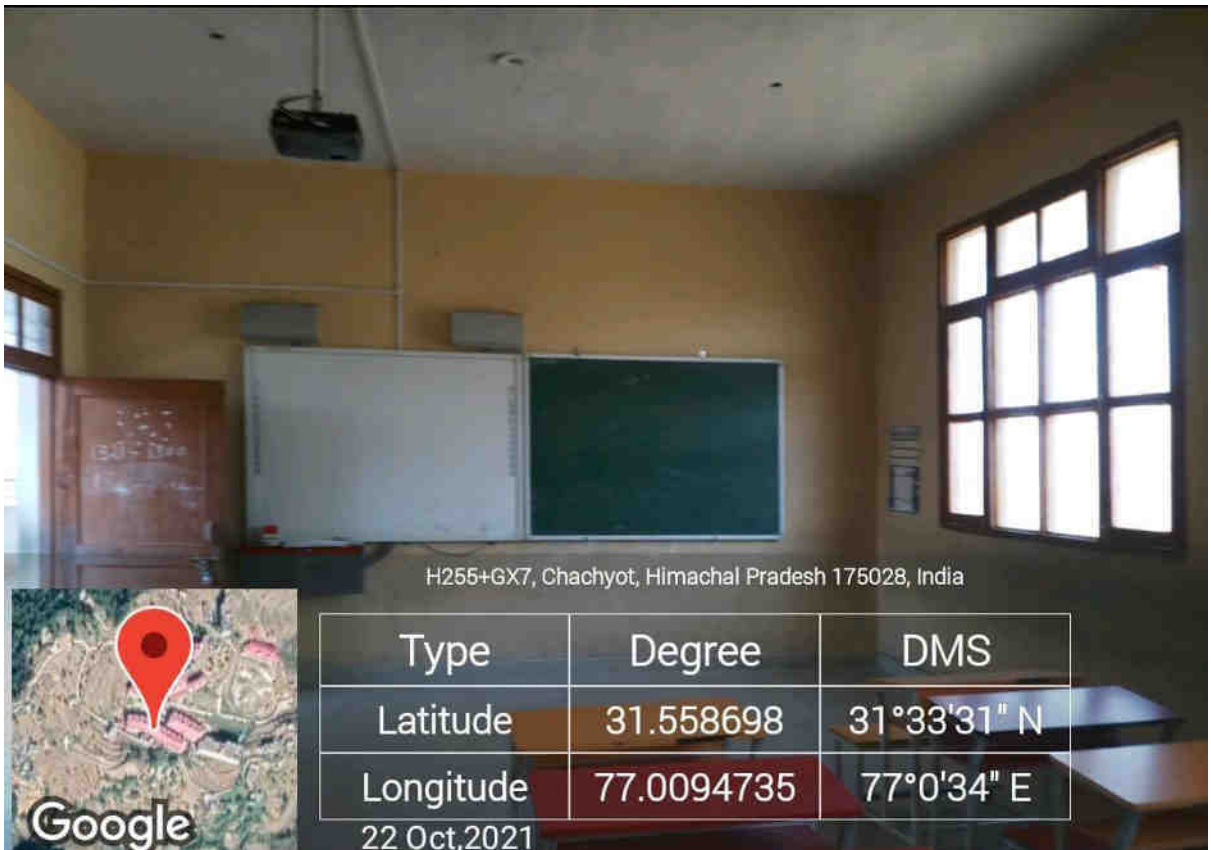 H255+GX7, Chachyot, Himachal Pradesh 175028, India
Type Degree DMS
Latitude 31.558698 31°33'31" N
Longitude 77.0094735 77°0'34" E
22 Oct,2021
Google